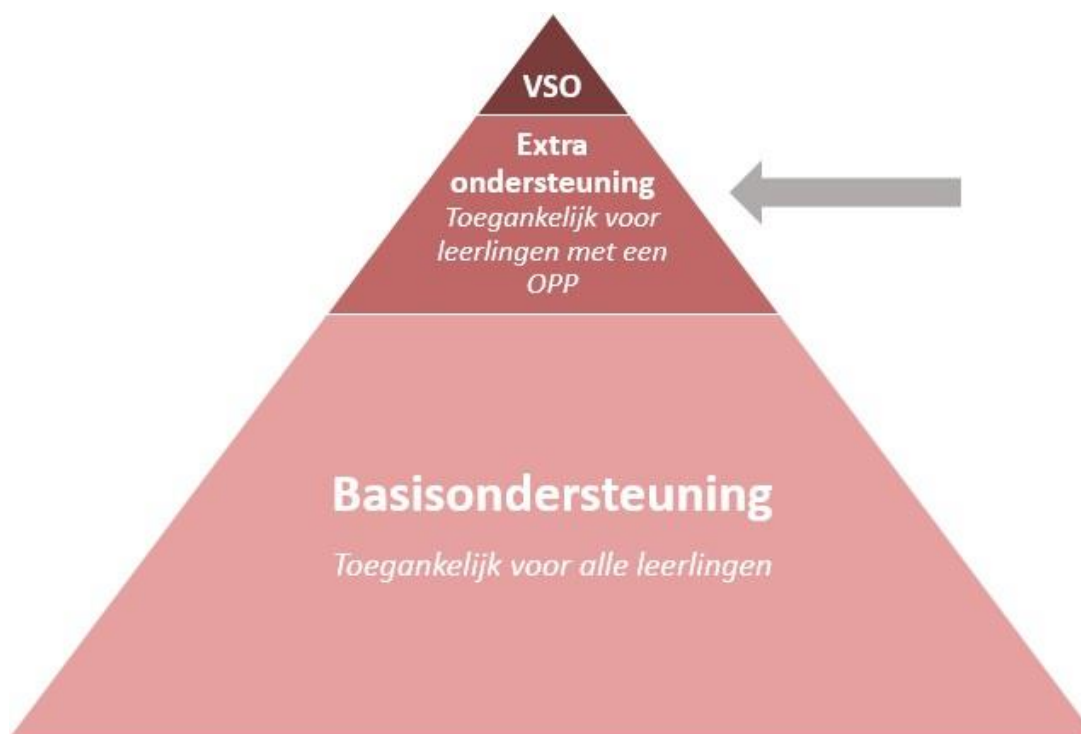 VSO
Extra
ondersteuning
Toegankelijk voor
leerlingen met een
OPP
Basisondersteuning
Toegankelijk voor alle leerlingen